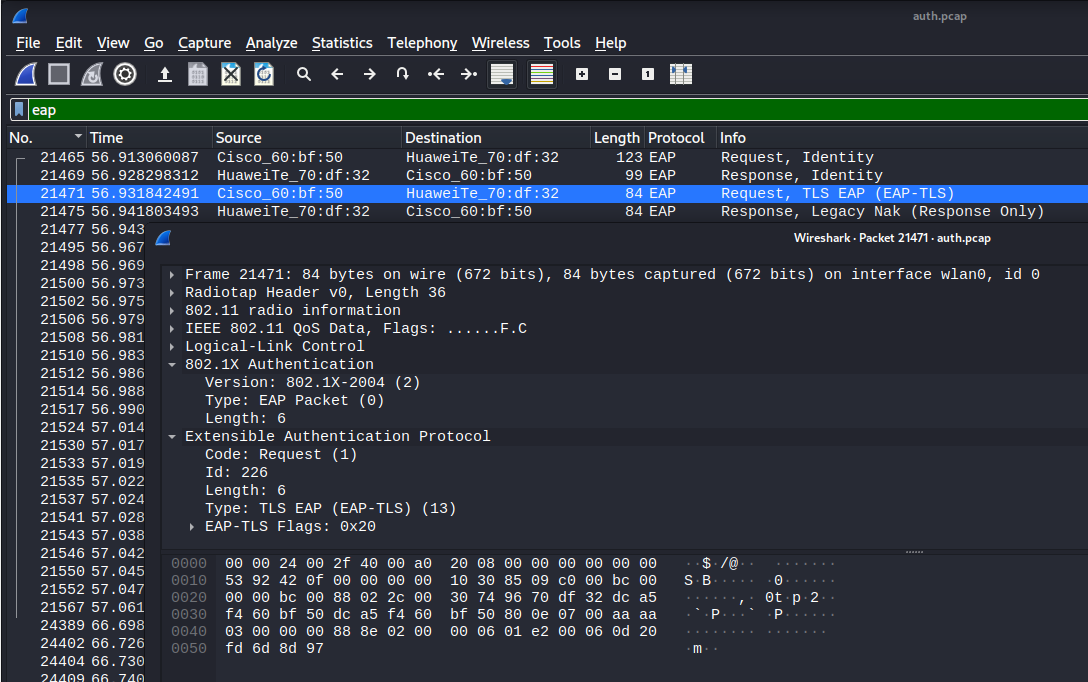 auth.pcap
File Edit View Go Capture Analyze Statistics Telephony Wireless Tools Help
eap
No. Time Source Destination Length Protocol Info
21465 56.913060087 Cisco_60:bf:50 HuaweiTe_70:df:32 123 EAP Request, Identity
21469 56.928298312 HuaweiTe_70:df:32 Cisco_60:bf:50 99 EAP Response, Identity
21471 56.931842491 Cisco_60:bf:50 HuaweiTe_70:df:32 84 EAP Request, TLS EAP (EAP-TLS)
21475 56.941803493 HuaweiTe_70:df:32 Cisco_60:bf:50 84 EAP Response, Legacy Nak (Response Only)
21477 56.943
21495 56.967
21498 56.969
21500 56.973
21502 56.975
21506 56.979
21508 56.981
21510 56.983
21512 56.986
21514 56.988
21517 56.990
21524 57.014
21530 57.017
21533 57.019
21535 57.022
21537 57.024
21541 57.028
21543 57.038
21546 57.042
21550 57.045
21552 57.047
21567 57.061
24389 66.698
24402 66.726
24404 66.730
24409 66.740
Wireshark · Packet 21471 · auth.pcap
Frame 21471: 84 bytes on wire (672 bits), 84 bytes captured (672 bits) on interface wlan0, id 0
Radiotap Header v0, Length 36
802.11 radio information
IEEE 802.11 QoS Data, Flags: ......F.C
Logical-Link Control
802.1X Authentication
Version: 802.1X-2004 (2)
Type: EAP Packet (0)
Length: 6
Extensible Authentication Protocol
Code: Request (1)
Id: 226
Length: 6
Type: TLS EAP (EAP-TLS) (13)
EAP-TLS Flags: 0x20
0000 00 00 24 00 2f 40 00 a0 20 08 00 00 00 00 00 00 ··$·/@·· ·······
0010 53 92 42 0f 00 00 00 00 10 30 85 09 c0 00 bc 00 S·B····· ·0······
0020 00 00 bc 00 88 02 2c 00 30 74 96 70 df 32 dc a5 ······,· 0t·p·2··
0030 f4 60 bf 50 dc a5 f4 60 bf 50 80 0e 07 00 aa aa ·`·P···` ·P······
0040 03 00 00 00 88 8e 02 00 00 06 01 e2 00 06 0d 20 ········ ·······
0050 fd 6d 8d 97 ·m··